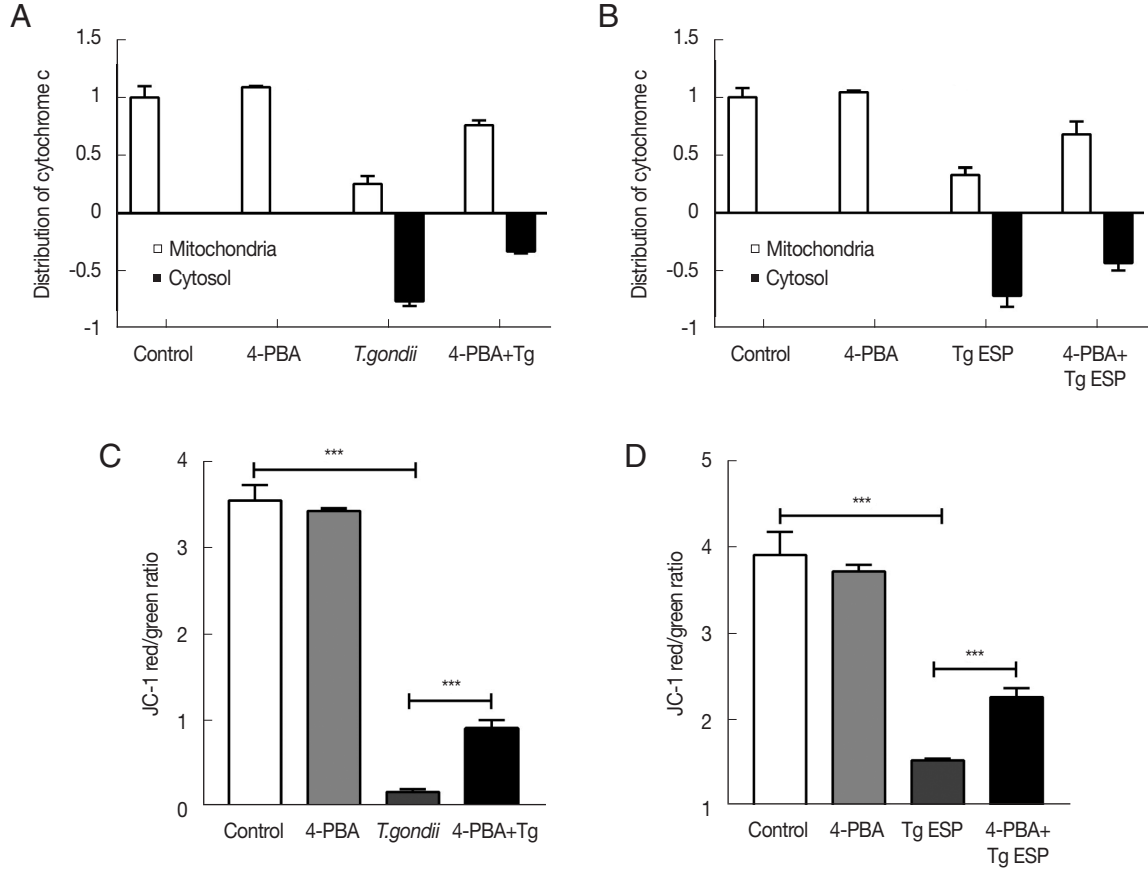 A
Distribution of cytochrome c
1.5
1
0.5
0
-0.5
-1
Mitochondria
Cytosol
Control
4-PBA
T.gondii
4-PBA+Tg
B
Distribution of cytochrome c
1.5
1
0.5
0
-0.5
-1
Mitochondria
Cytosol
Control
4-PBA
Tg ESP
4-PBA+
Tg ESP
C
JC-1 red/green ratio
4
3
2
1
0
***
***
Control
4-PBA
T.gondii
4-PBA+Tg
D
JC-1 red/green ratio
5
4
3
2
1
***
***
Control
4-PBA
Tg ESP
4-PBA+
Tg ESP